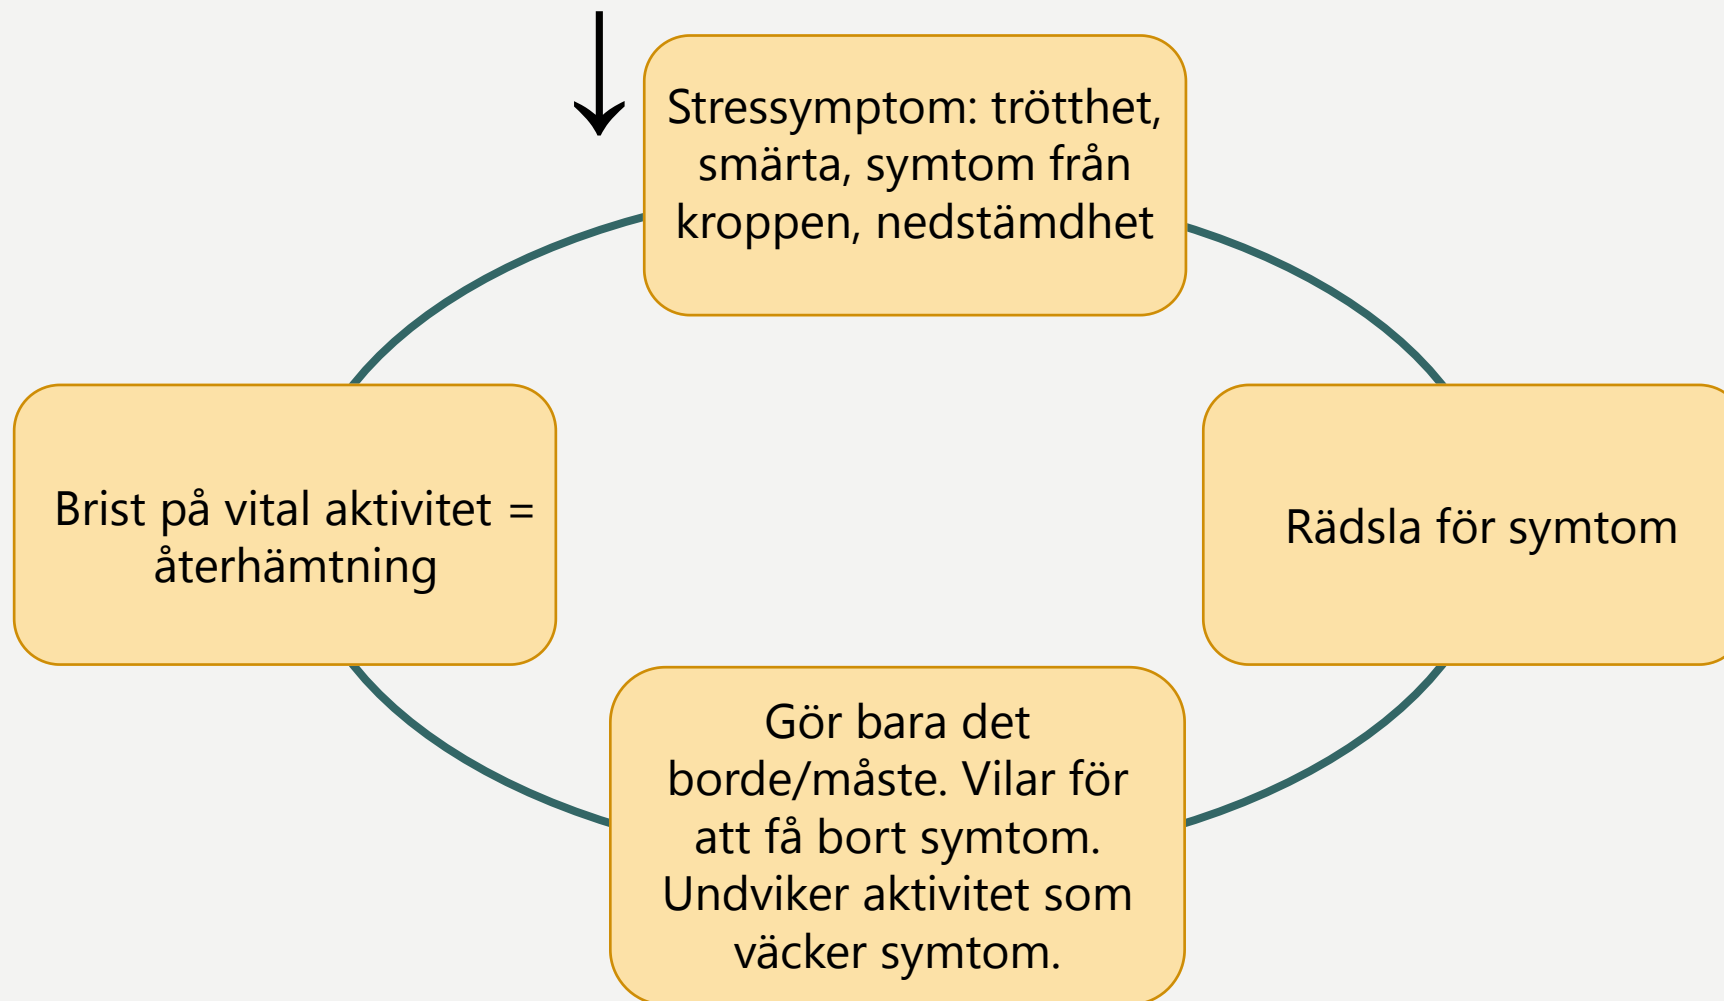 Stressymptom: trötthet,
smärta, symtom från
kroppen, nedstämdhet
Brist på vital aktivitet =
återhämtning
Rädsla för symtom
Gör bara det
borde/måste. Vilar för
att få bort symtom.
Undviker aktivitet som
väcker symtom.